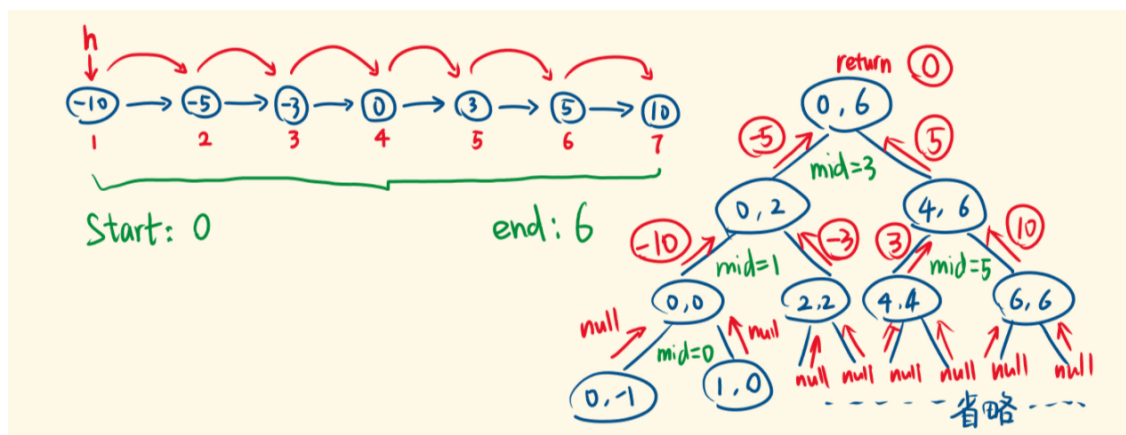 h
-10 -5 -3 0 3 5 10
1 2 3 4 5 6 7
Start: 0 end: 6
return 0
0, 6
-5 mid=3 5
0, 2 4, 6
-10 mid=1 -3 3 mid=5 10
0,0 2,2 4,4 6,6
null mid=0 null
0,-1 1,0 null null null null null null
省略